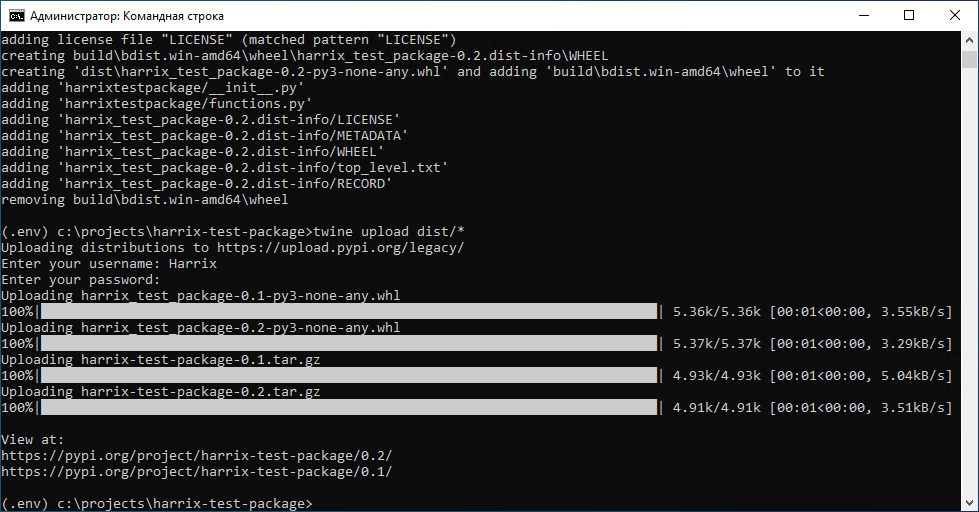 Администратор: Командная строка
adding license file "LICENSE" (matched pattern "LICENSE")
creating build\bdist.win-amd64\wheel\harrix_test_package-0.2.dist-info\WHEEL
creating 'dist\harrix_test_package-0.2-py3-none-any.whl' and adding 'build\bdist.win-amd64\wheel' to it
adding 'harrixtestpackage/__init__.py'
adding 'harrixtestpackage/functions.py'
adding 'harrix_test_package-0.2.dist-info/LICENSE'
adding 'harrix_test_package-0.2.dist-info/METADATA'
adding 'harrix_test_package-0.2.dist-info/WHEEL'
adding 'harrix_test_package-0.2.dist-info/top_level.txt'
adding 'harrix_test_package-0.2.dist-info/RECORD'
removing build\bdist.win-amd64\wheel
(.env) c:\projects\harrix-test-package>twine upload dist/*
Uploading distributions to https://upload.pypi.org/legacy/
Enter your username: Harrix
Enter your password:
Uploading harrix_test_package-0.1-py3-none-any.whl
100%| | 5.36k/5.36k [00:01<00:00, 3.55kB/s]
Uploading harrix_test_package-0.2-py3-none-any.whl
100%| | 5.37k/5.37k [00:01<00:00, 3.29kB/s]
Uploading harrix-test-package-0.1.tar.gz
100%| | 4.93k/4.93k [00:01<00:00, 5.04kB/s]
Uploading harrix-test-package-0.2.tar.gz
100%| | 4.91k/4.91k [00:01<00:00, 3.51kB/s]
View at:
https://pypi.org/project/harrix-test-package/0.2/
https://pypi.org/project/harrix-test-package/0.1/
(.env) c:\projects\harrix-test-package>